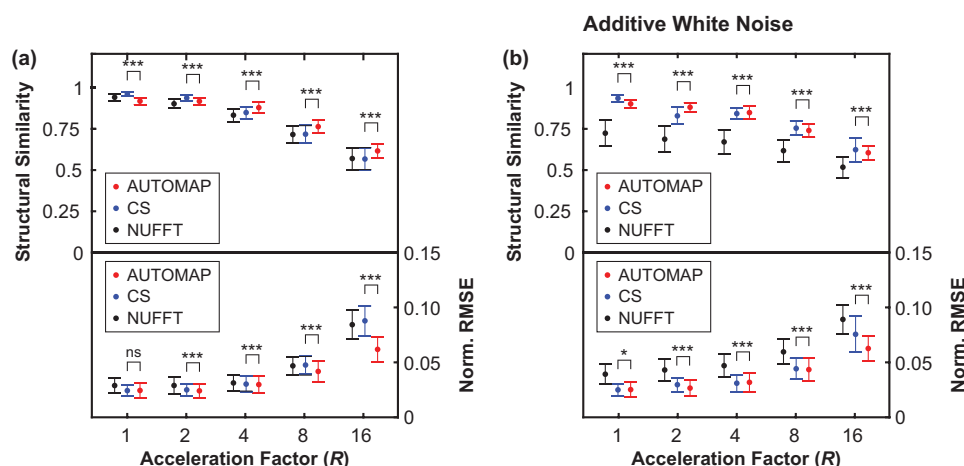 Additive White Noise
(a)
Structural Similarity
1
0.75
0.5
0.25
0
***
***
***
***
***
AUTOMAP
CS
NUFFT
AUTOMAP
CS
NUFFT
ns
***
***
***
***
0.15
0.10
0.05
0
Norm. RMSE
1 2 4 8 16
Acceleration Factor (R)
(b)
Structural Similarity
1
0.75
0.5
0.25
0
***
***
***
***
***
AUTOMAP
CS
NUFFT
AUTOMAP
CS
NUFFT
*
***
***
***
***
0.15
0.10
0.05
0
Norm. RMSE
1 2 4 8 16
Acceleration Factor (R)